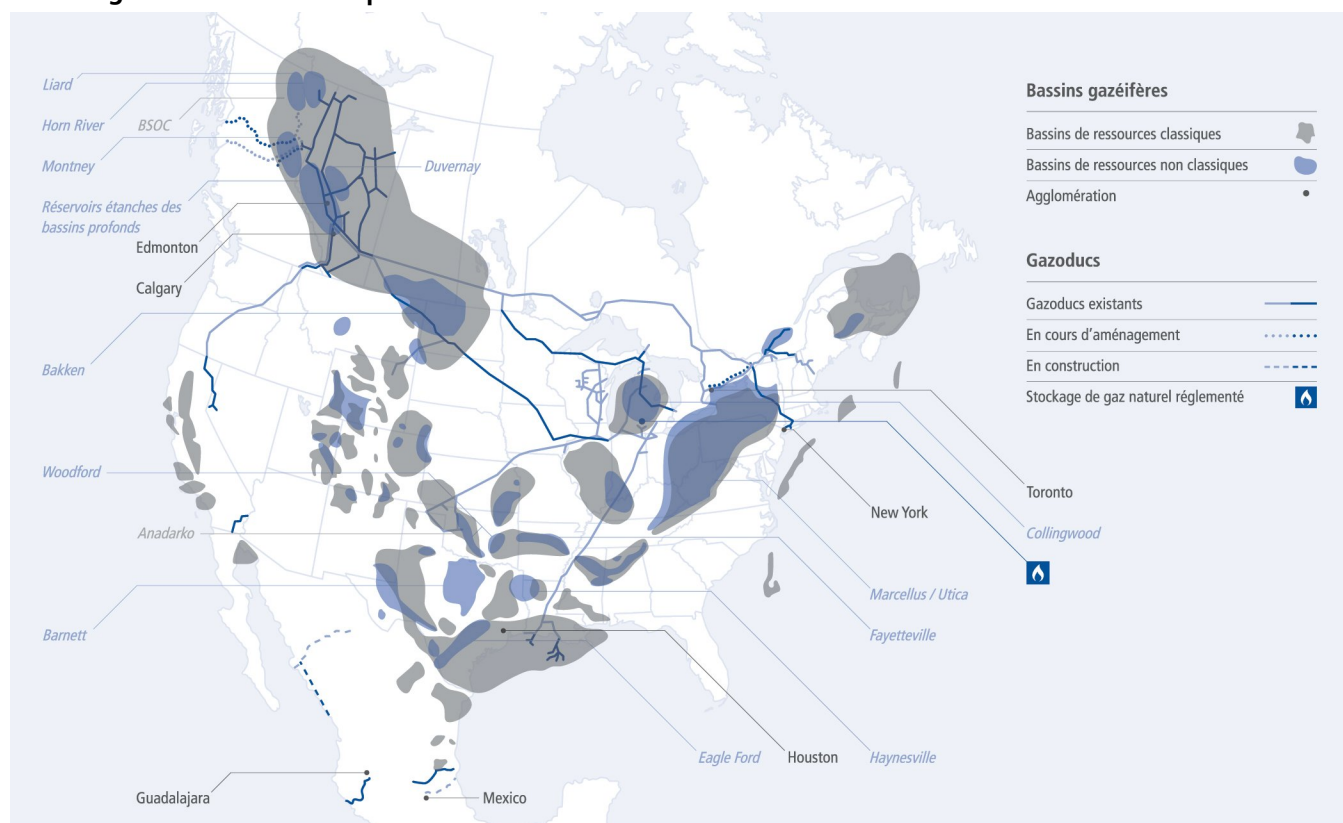 Liard
Horn River
BSOC
Montney
Duvernay
Réservoirs étanches des
bassins profonds
Edmonton
Calgary
Bakken
Woodford
Anadarko
Barnett
Guadalajara
Mexico
Eagle Ford
Houston
Haynesville
Fayetteville
Marcellus / Utica
New York
Collingwood
Toronto
Bassins gazéifères
Bassins de ressources classiques
Bassins de ressources non classiques
Agglomération
Gazoducs
Gazoducs existants
En cours d'aménagement
En construction
Stockage de gaz naturel réglementé